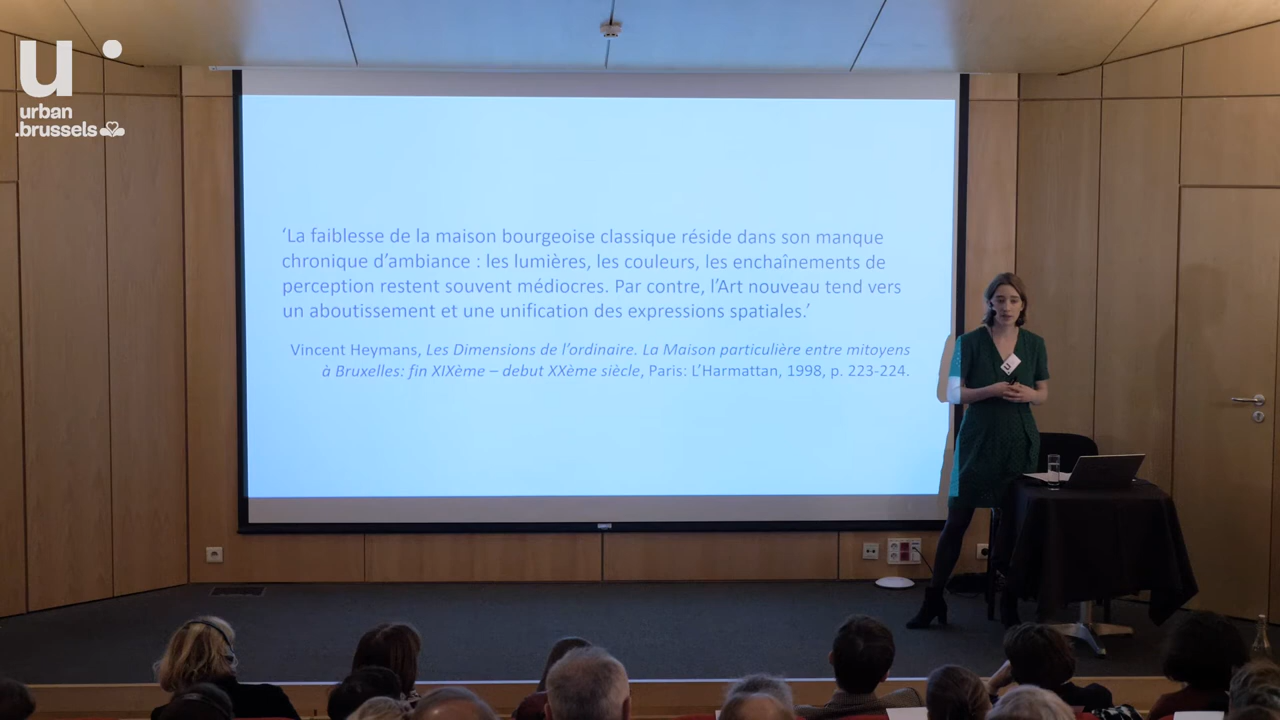 u
urban
.brussels
‘La faiblesse de la maison bourgeoise classique réside dans son manque
chronique d’ambiance : les lumières, les couleurs, les enchaînements de
perception restent souvent médiocres. Par contre, l’Art nouveau tend vers
un aboutissement et une unification des expressions spatiales.’
Vincent Heymans, Les Dimensions de l’ordinaire. La Maison particulière entre mitoyens
à Bruxelles: fin XIXème – debut XXème siècle, Paris: L’Harmattan, 1998, p. 223-224.
u